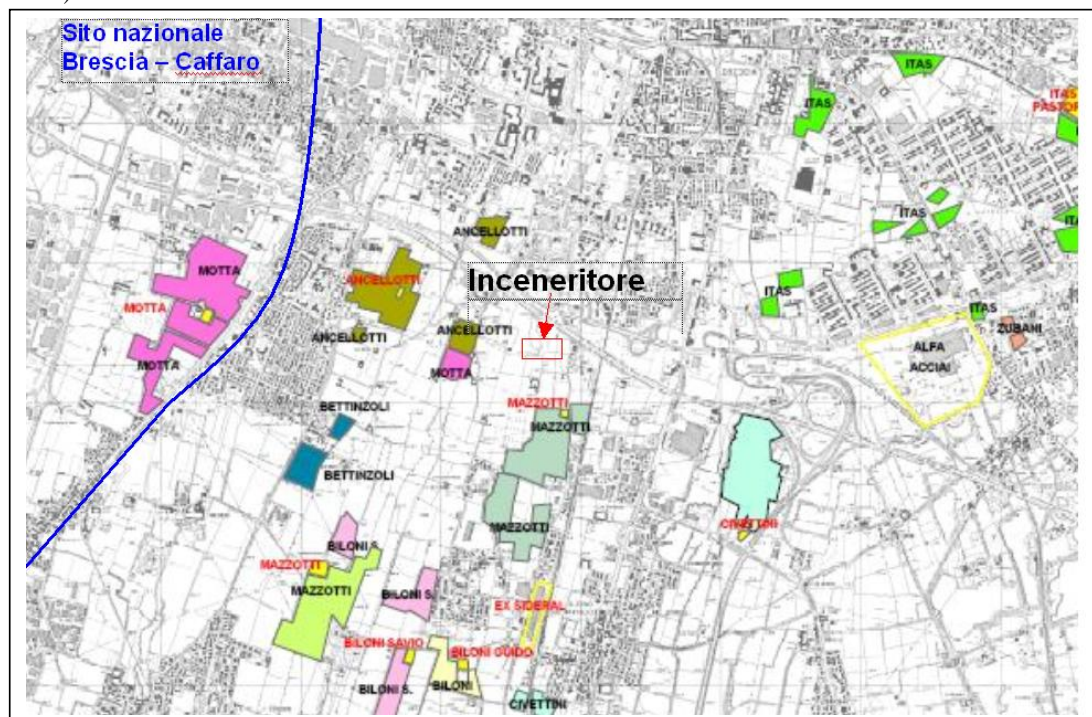 Sito nazionale
Brescia – Caffaro
ITAS
ITAS
ITAS
PASTOR
ITAS
ITAS
ANCELLOTTI
MOTTA
ANCELLOTTI
Inceneritore
ITAS
MOTTA
ITAS
ZUBANI
ANCELLOTTI
ANCELLOTTI
ALFA
ACCIAI
MOTTA
MOTTA
MAZZOTTI
BETTINZOLI
MAZZOTTI
BETTINZOLI
CIVETTINI
MAZZOTTI
BILONI S.
MAZZOTTI
MAZZOTTI
BILONI S.
EX SIDERAL
BILONI SAVIO
BILONI GUIDO
BILONI S.
BILONI
CIVETTINI